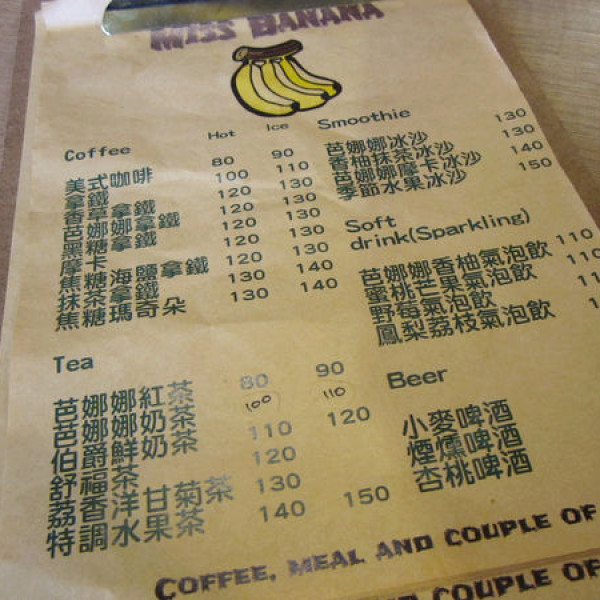 MISS BANANA
Hot Ice
Coffee
美式咖啡 80 90
拿鐵 100 110
香草拿鐵 120 130
芭娜娜拿鐵 120 130
黑糖拿鐵 120 130
摩卡 120 130
焦糖海鹽拿鐵 120 130
抹茶拿鐵 130 140
焦糖瑪奇朵 130 140
Tea
芭娜娜紅茶 80 90
芭娜娜奶茶 100 110
伯爵鮮奶茶 110 120
舒福茶 120
荔香洋甘菊茶 130
特調水果茶 140 150
Smoothie
芭娜娜冰沙 130
香柚抹茶冰沙 130
芭娜娜摩卡冰沙 140
季節水果冰沙 150
Soft
drink(Sparkling)
芭娜娜香柚氣泡飲 110
蜜桃芒果氣泡飲
野莓氣泡飲
鳳梨荔枝氣泡飲
Beer
小麥啤酒
煙燻啤酒
杏桃啤酒
COFFEE, MEAL AND COUPLE OF
AND COUPLE OF